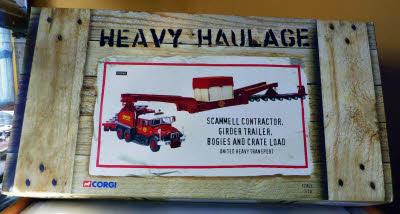 HEAVY HAULAGE
SCAMMELL CONTRACTOR,
GIRDER TRAILER,
BOGIES AND CRATE LOAD
UNITED HEAVY TRANSPORT
CORGI